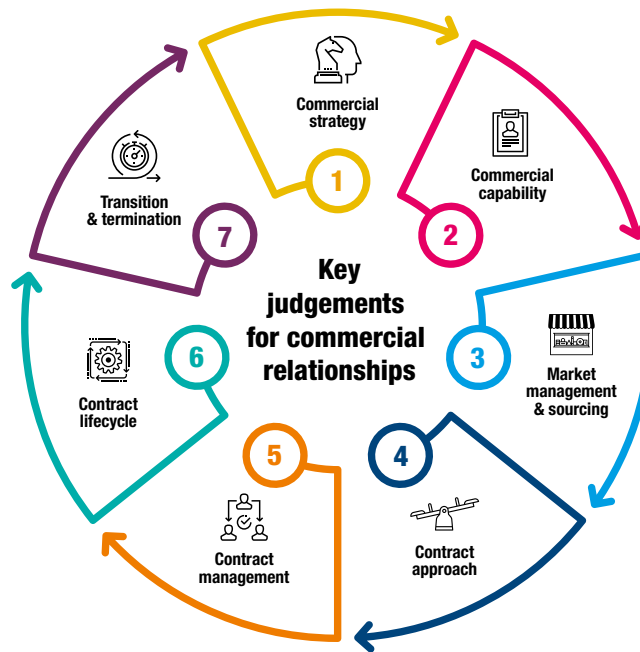 Commercial
strategy
1
Commercial
capability
2
Key
judgements
for commercial
relationships
3
Market
management
& sourcing
4
Contract
approach
5
Contract
management
6
Contract
lifecycle
7
Transition
& termination